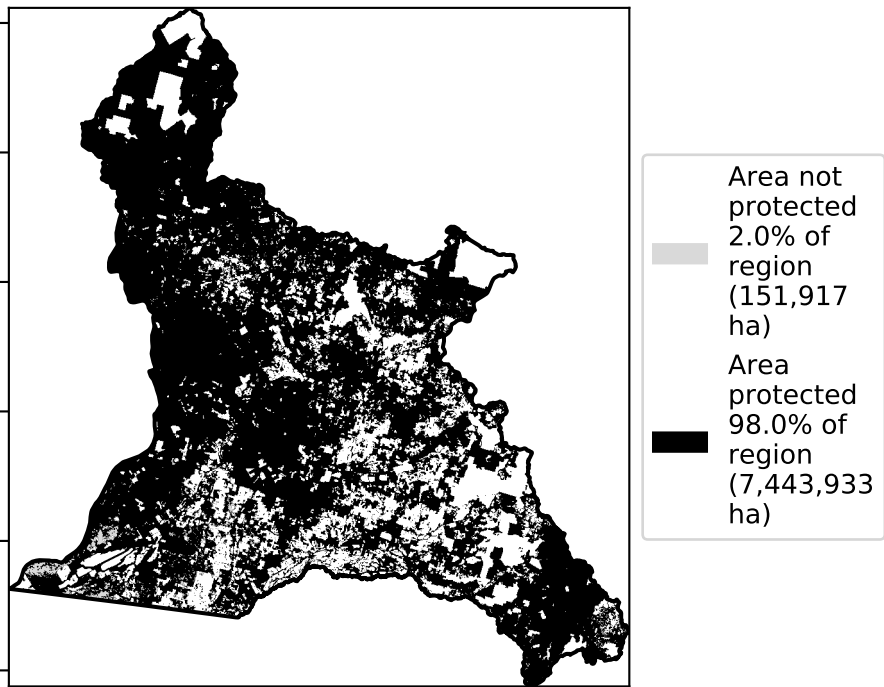 Area not
protected
2.0% of
region
(151,917
ha)
Area
protected
98.0% of
region
(7,443,933
ha)